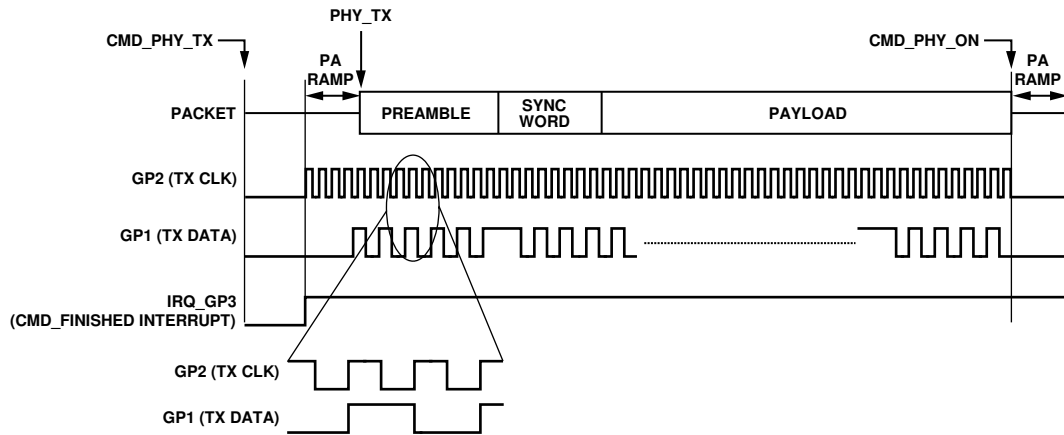 PHY_TX
CMD_PHY_TX
CMD_PHY_ON
PA
RAMP
PA
RAMP
PACKET
PREAMBLE
SYNC
WORD
PAYLOAD
GP2 (TX CLK)
GP1 (TX DATA)
IRQ_GP3
(CMD_FINISHED INTERRUPT)
GP2 (TX CLK)
GP1 (TX DATA)